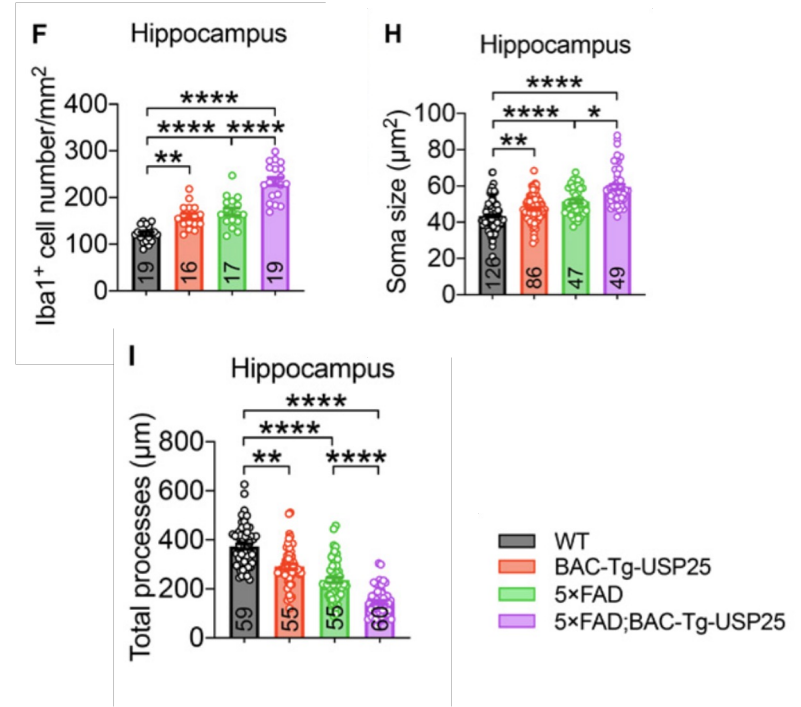 F
Hippocampus
Iba1⁺ cell number/mm²
400
300
200
100
0
****
**** ****
**
19 16 17 19
H
Hippocampus
Soma size (μm²)
100
80
60
40
20
0
****
**** *
**
126 86 47 49
I
Hippocampus
Total processes (μm)
800
600
400
200
0
****
****
** ****
59 55 55 60
WT
BAC-Tg-USP25
5×FAD
5×FAD;BAC-Tg-USP25